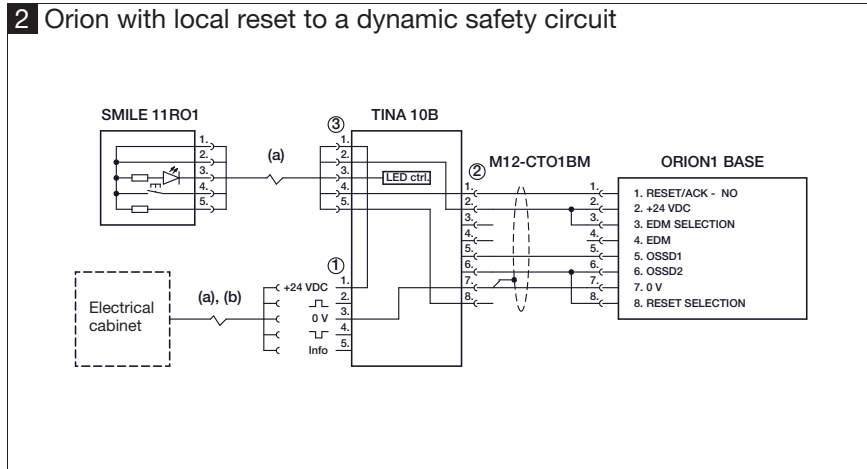 2 Orion with local reset to a dynamic safety circuit
SMILE 11RO1
1.
2.
3.
4.
5.
(a)
③
TINA 10B
1.
2.
3.
4.
5.
LED ctrl.
②
M12-CTO1BM
1.
2.
3.
4.
5.
6.
7.
8.
ORION1 BASE
1.
2.
3.
4.
5.
6.
7.
8.
1. RESET/ACK - NO
2. +24 VDC
3. EDM SELECTION
4. EDM
5. OSSD1
6. OSSD2
7. 0 V
8. RESET SELECTION
Electrical
cabinet
(a), (b)
①
+24 VDC 1.
2.
0 V 3.
4.
Info 5.